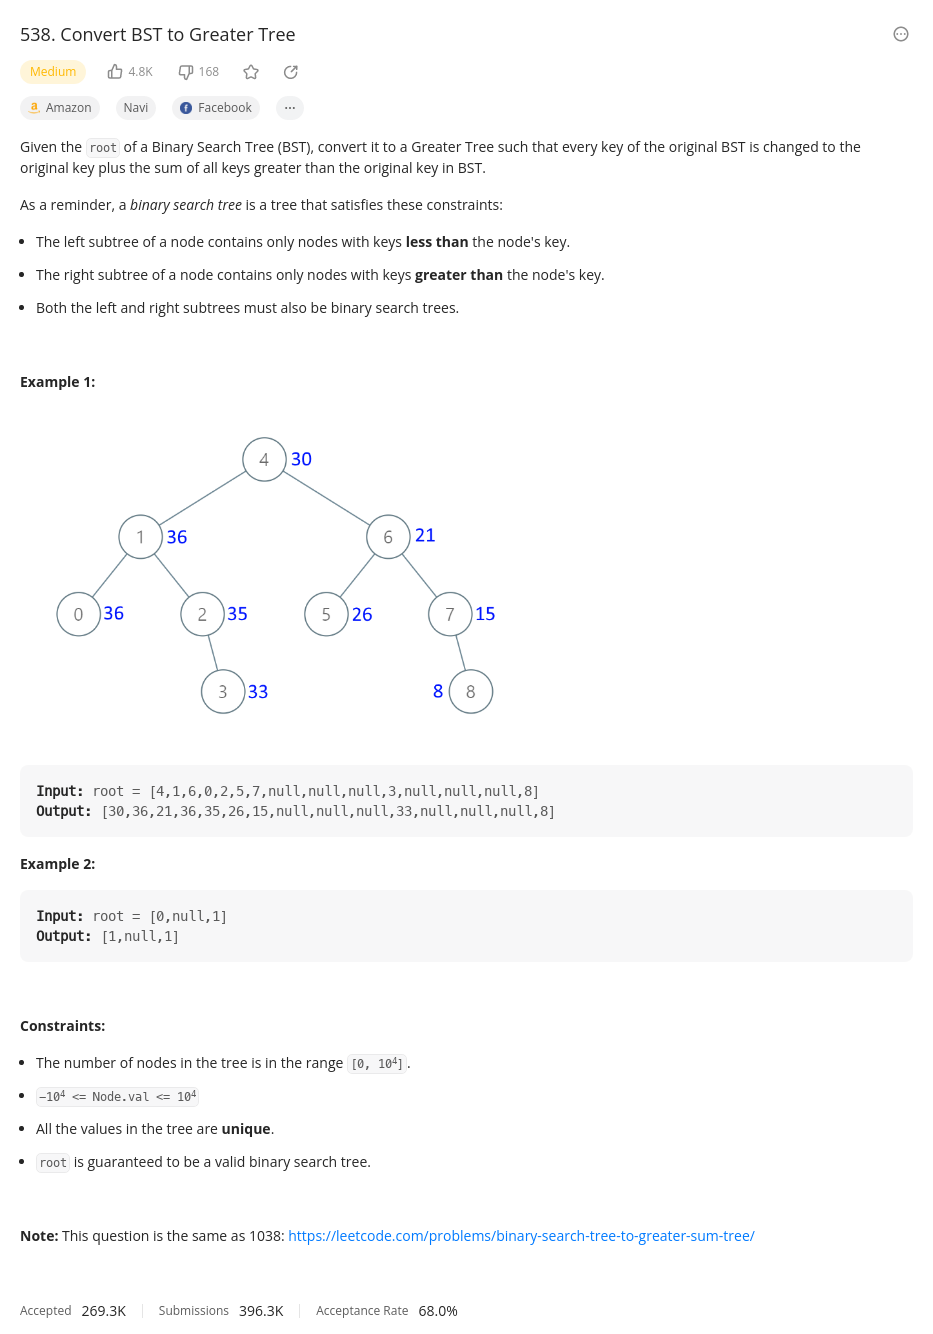 538. Convert BST to Greater Tree
Medium 4.8K 168
Amazon Navi Facebook ...
Given the root of a Binary Search Tree (BST), convert it to a Greater Tree such that every key of the original BST is changed to the
original key plus the sum of all keys greater than the original key in BST.
As a reminder, a binary search tree is a tree that satisfies these constraints:
• The left subtree of a node contains only nodes with keys less than the node's key.
• The right subtree of a node contains only nodes with keys greater than the node's key.
• Both the left and right subtrees must also be binary search trees.
Example 1:
4 30
1 36 6 21
0 36 2 35 5 26 7 15
3 33 8 8
Input: root = [4,1,6,0,2,5,7,null,null,null,3,null,null,null,8]
Output: [30,36,21,36,35,26,15,null,null,null,33,null,null,null,8]
Example 2:
Input: root = [0,null,1]
Output: [1,null,1]
Constraints:
• The number of nodes in the tree is in the range [0, 10⁴].
• −10⁴ <= Node.val <= 10⁴
• All the values in the tree are unique.
• root is guaranteed to be a valid binary search tree.
Note: This question is the same as 1038: https://leetcode.com/problems/binary-search-tree-to-greater-sum-tree/
Accepted 269.3K Submissions 396.3K Acceptance Rate 68.0%